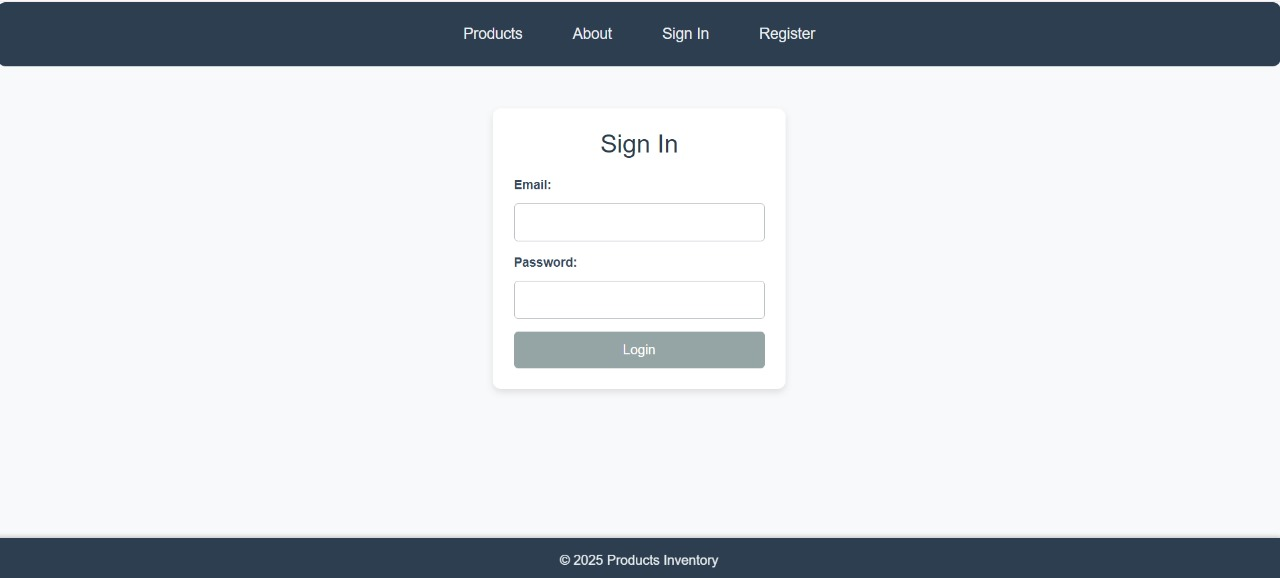 Products About Sign In Register
Sign In
Email:
Password:
Login
© 2025 Products Inventory